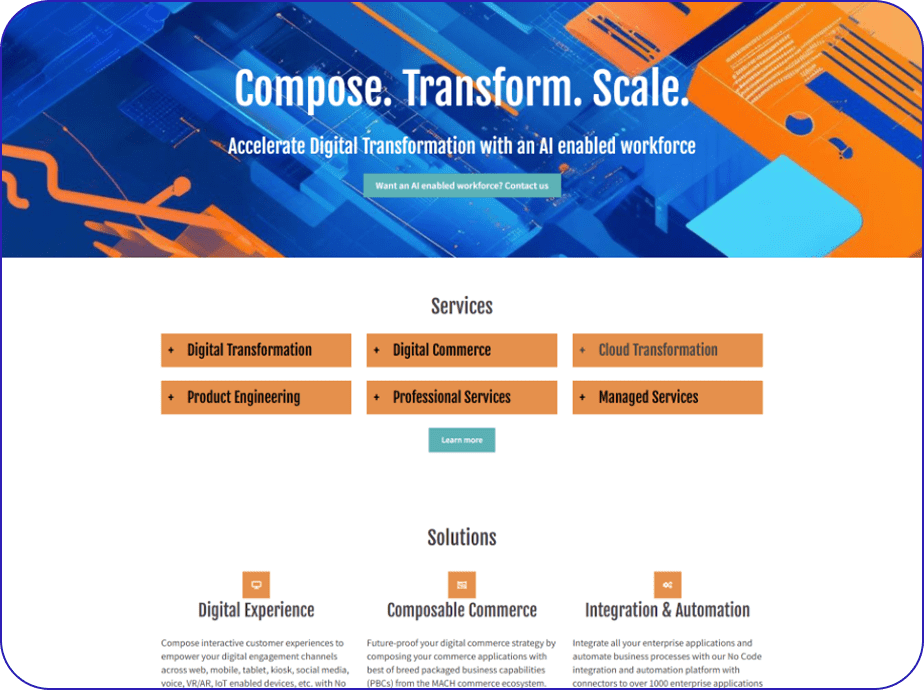 Compose. Transform. Scale.
Accelerate Digital Transformation with an AI enabled workforce
Want an AI enabled workforce? Contact us
Services
+ Digital Transformation
+ Digital Commerce
+ Cloud Transformation
+ Product Engineering
+ Professional Services
+ Managed Services
Learn more
Solutions
Digital Experience
Compose interactive customer experiences to
empower your digital engagement channels
across web, mobile, tablet, kiosk, social media,
voice, VR/AR, IoT enabled devices, etc. with No
Composable Commerce
Future-proof your digital commerce strategy by
composing your commerce applications with
best of breed packaged business capabilities
(PBCs) from the MACH commerce ecosystem.
Integration & Automation
Integrate all your enterprise applications and
automate business processes with our No Code
integration and automation platform with
connectors to over 1000 enterprise applications